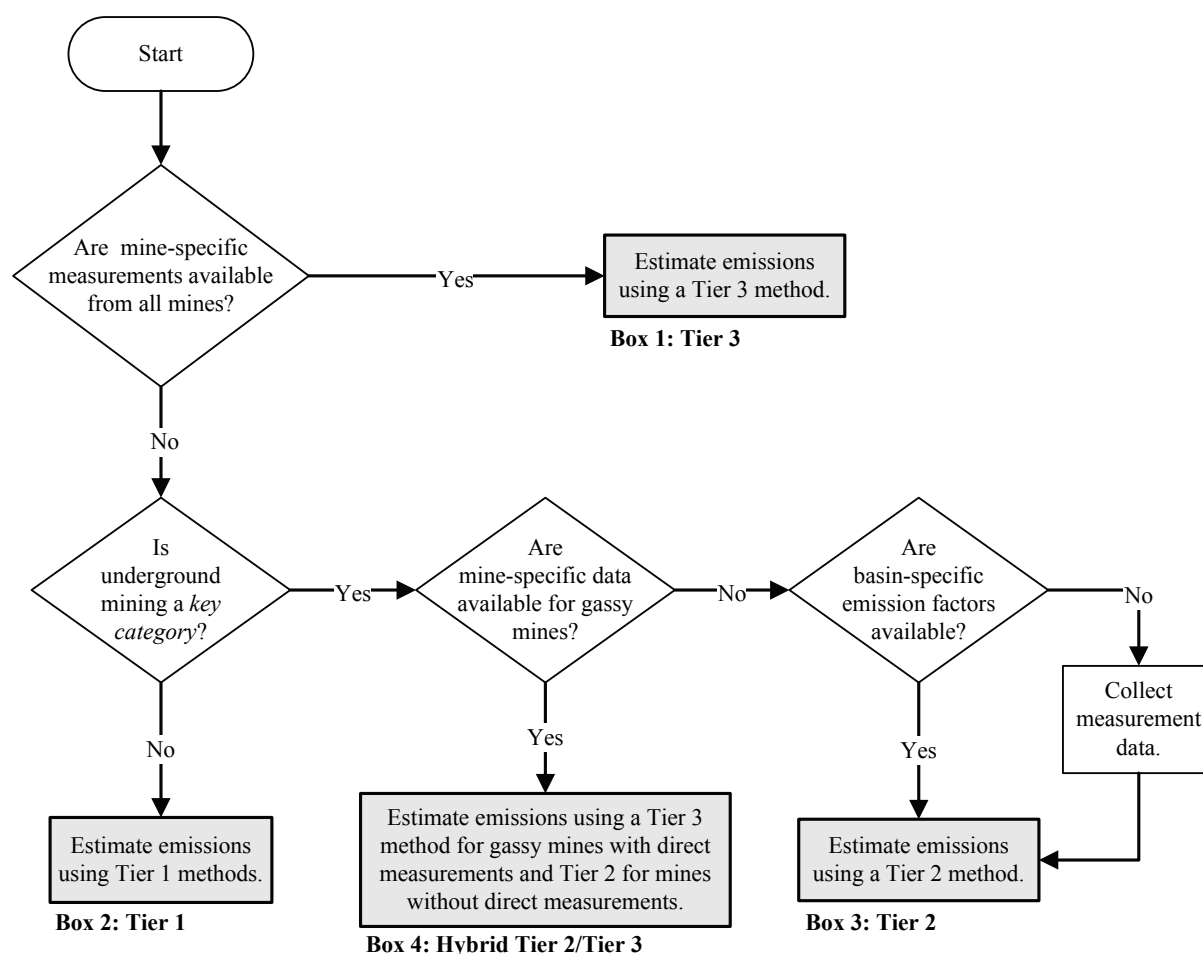 Start
Are mine-specific
measurements available
from all mines?
Yes
Estimate emissions
using a Tier 3 method.
Box 1: Tier 3
No
Is
underground
mining a key
category?
Yes
Are
mine-specific data
available for gassy
mines?
No
Are
basin-specific
emission factors
available?
No
Collect
measurement
data.
No
Yes
Yes
Estimate emissions
using Tier 1 methods.
Box 2: Tier 1
Estimate emissions using a Tier 3
method for gassy mines with direct
measurements and Tier 2 for mines
without direct measurements.
Box 4: Hybrid Tier 2/Tier 3
Estimate emissions
using a Tier 2 method.
Box 3: Tier 2